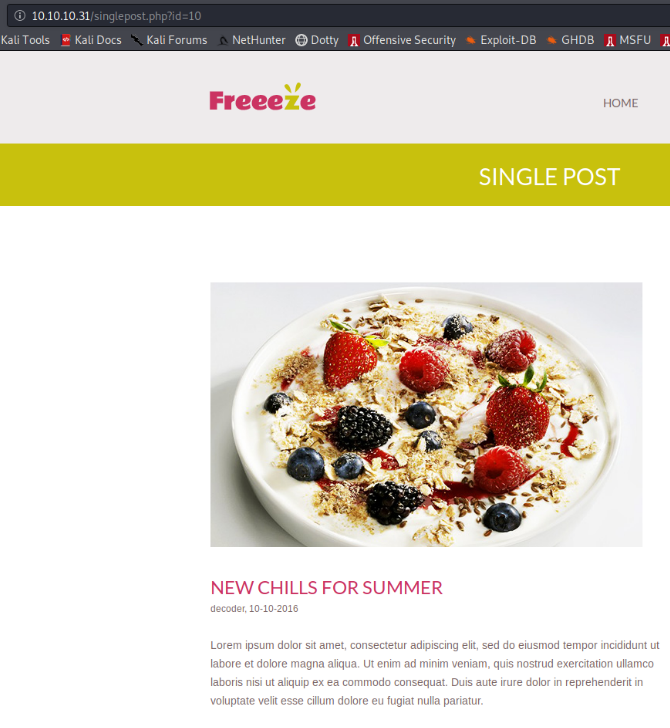 10.10.10.31/singlepost.php?id=10
Kali Tools Kali Docs Kali Forums NetHunter Dotty Offensive Security Exploit-DB GHDB MSFU
Freeeze
HOME
SINGLE POST
NEW CHILLS FOR SUMMER
decoder, 10-10-2016
Lorem ipsum dolor sit amet, consectetur adipiscing elit, sed do eiusmod tempor incididunt ut
labore et dolore magna aliqua. Ut enim ad minim veniam, quis nostrud exercitation ullamco
laboris nisi ut aliquip ex ea commodo consequat. Duis aute irure dolor in reprehenderit in
voluptate velit esse cillum dolore eu fugiat nulla pariatur.